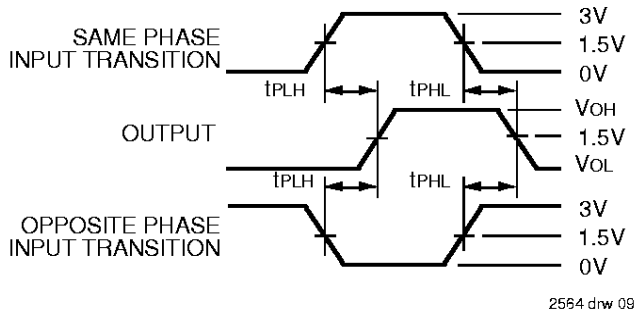 SAME PHASE
INPUT TRANSITION
3V
1.5V
0V
tPLH
tPHL
OUTPUT
VOH
1.5V
VOL
tPLH
tPHL
OPPOSITE PHASE
INPUT TRANSITION
3V
1.5V
0V
2564 drw 09